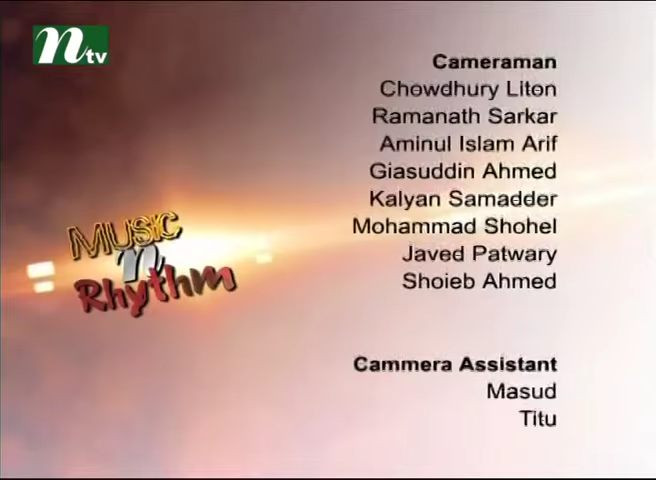 ntv
Music
n
Rhythm
Cameraman
Chowdhury Liton
Ramanath Sarkar
Aminul Islam Arif
Giasuddin Ahmed
Kalyan Samadder
Mohammad Shohel
Javed Patwary
Shoieb Ahmed
Cammera Assistant
Masud
Titu